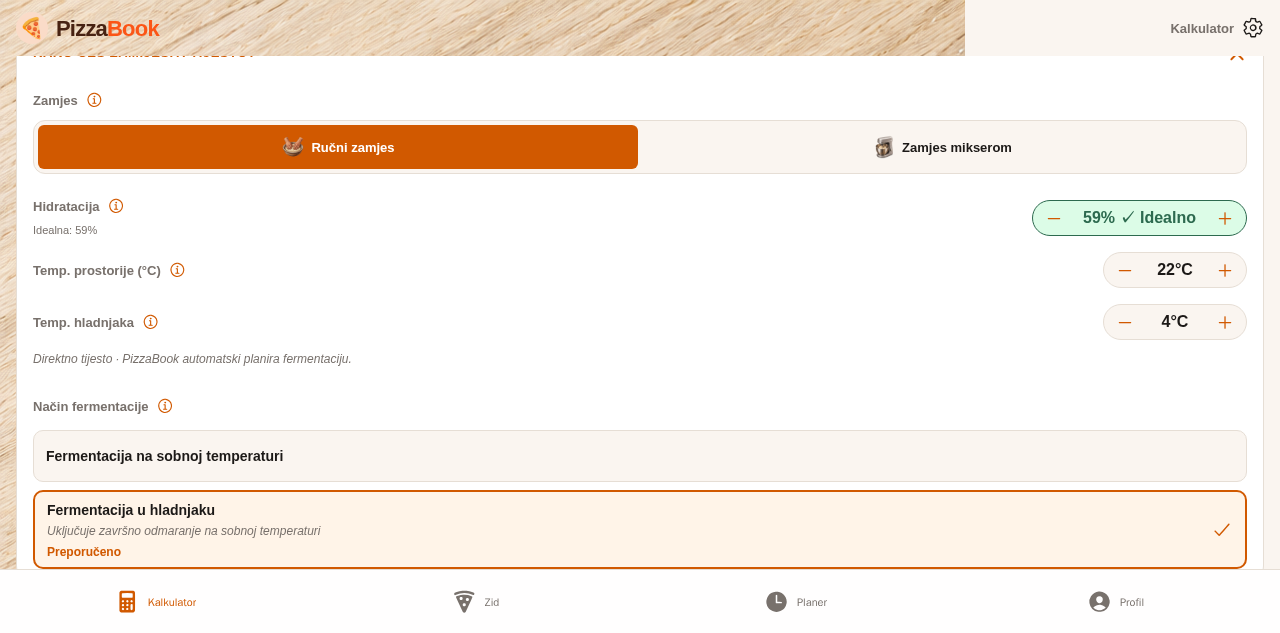 PizzaBook
Kalkulator
Zamjes
Ručni zamjes
Zamjes mikserom
Hidratacija
Idealna: 59%
59% ✓ Idealno
Temp. prostorije (°C)
22°C
Temp. hladnjaka
4°C
Direktno tijesto · PizzaBook automatski planira fermentaciju.
Način fermentacije
Fermentacija na sobnoj temperaturi
Fermentacija u hladnjaku
Uključuje završno odmaranje na sobnoj temperaturi
Preporučeno
Kalkulator
Zid
Planer
Profil